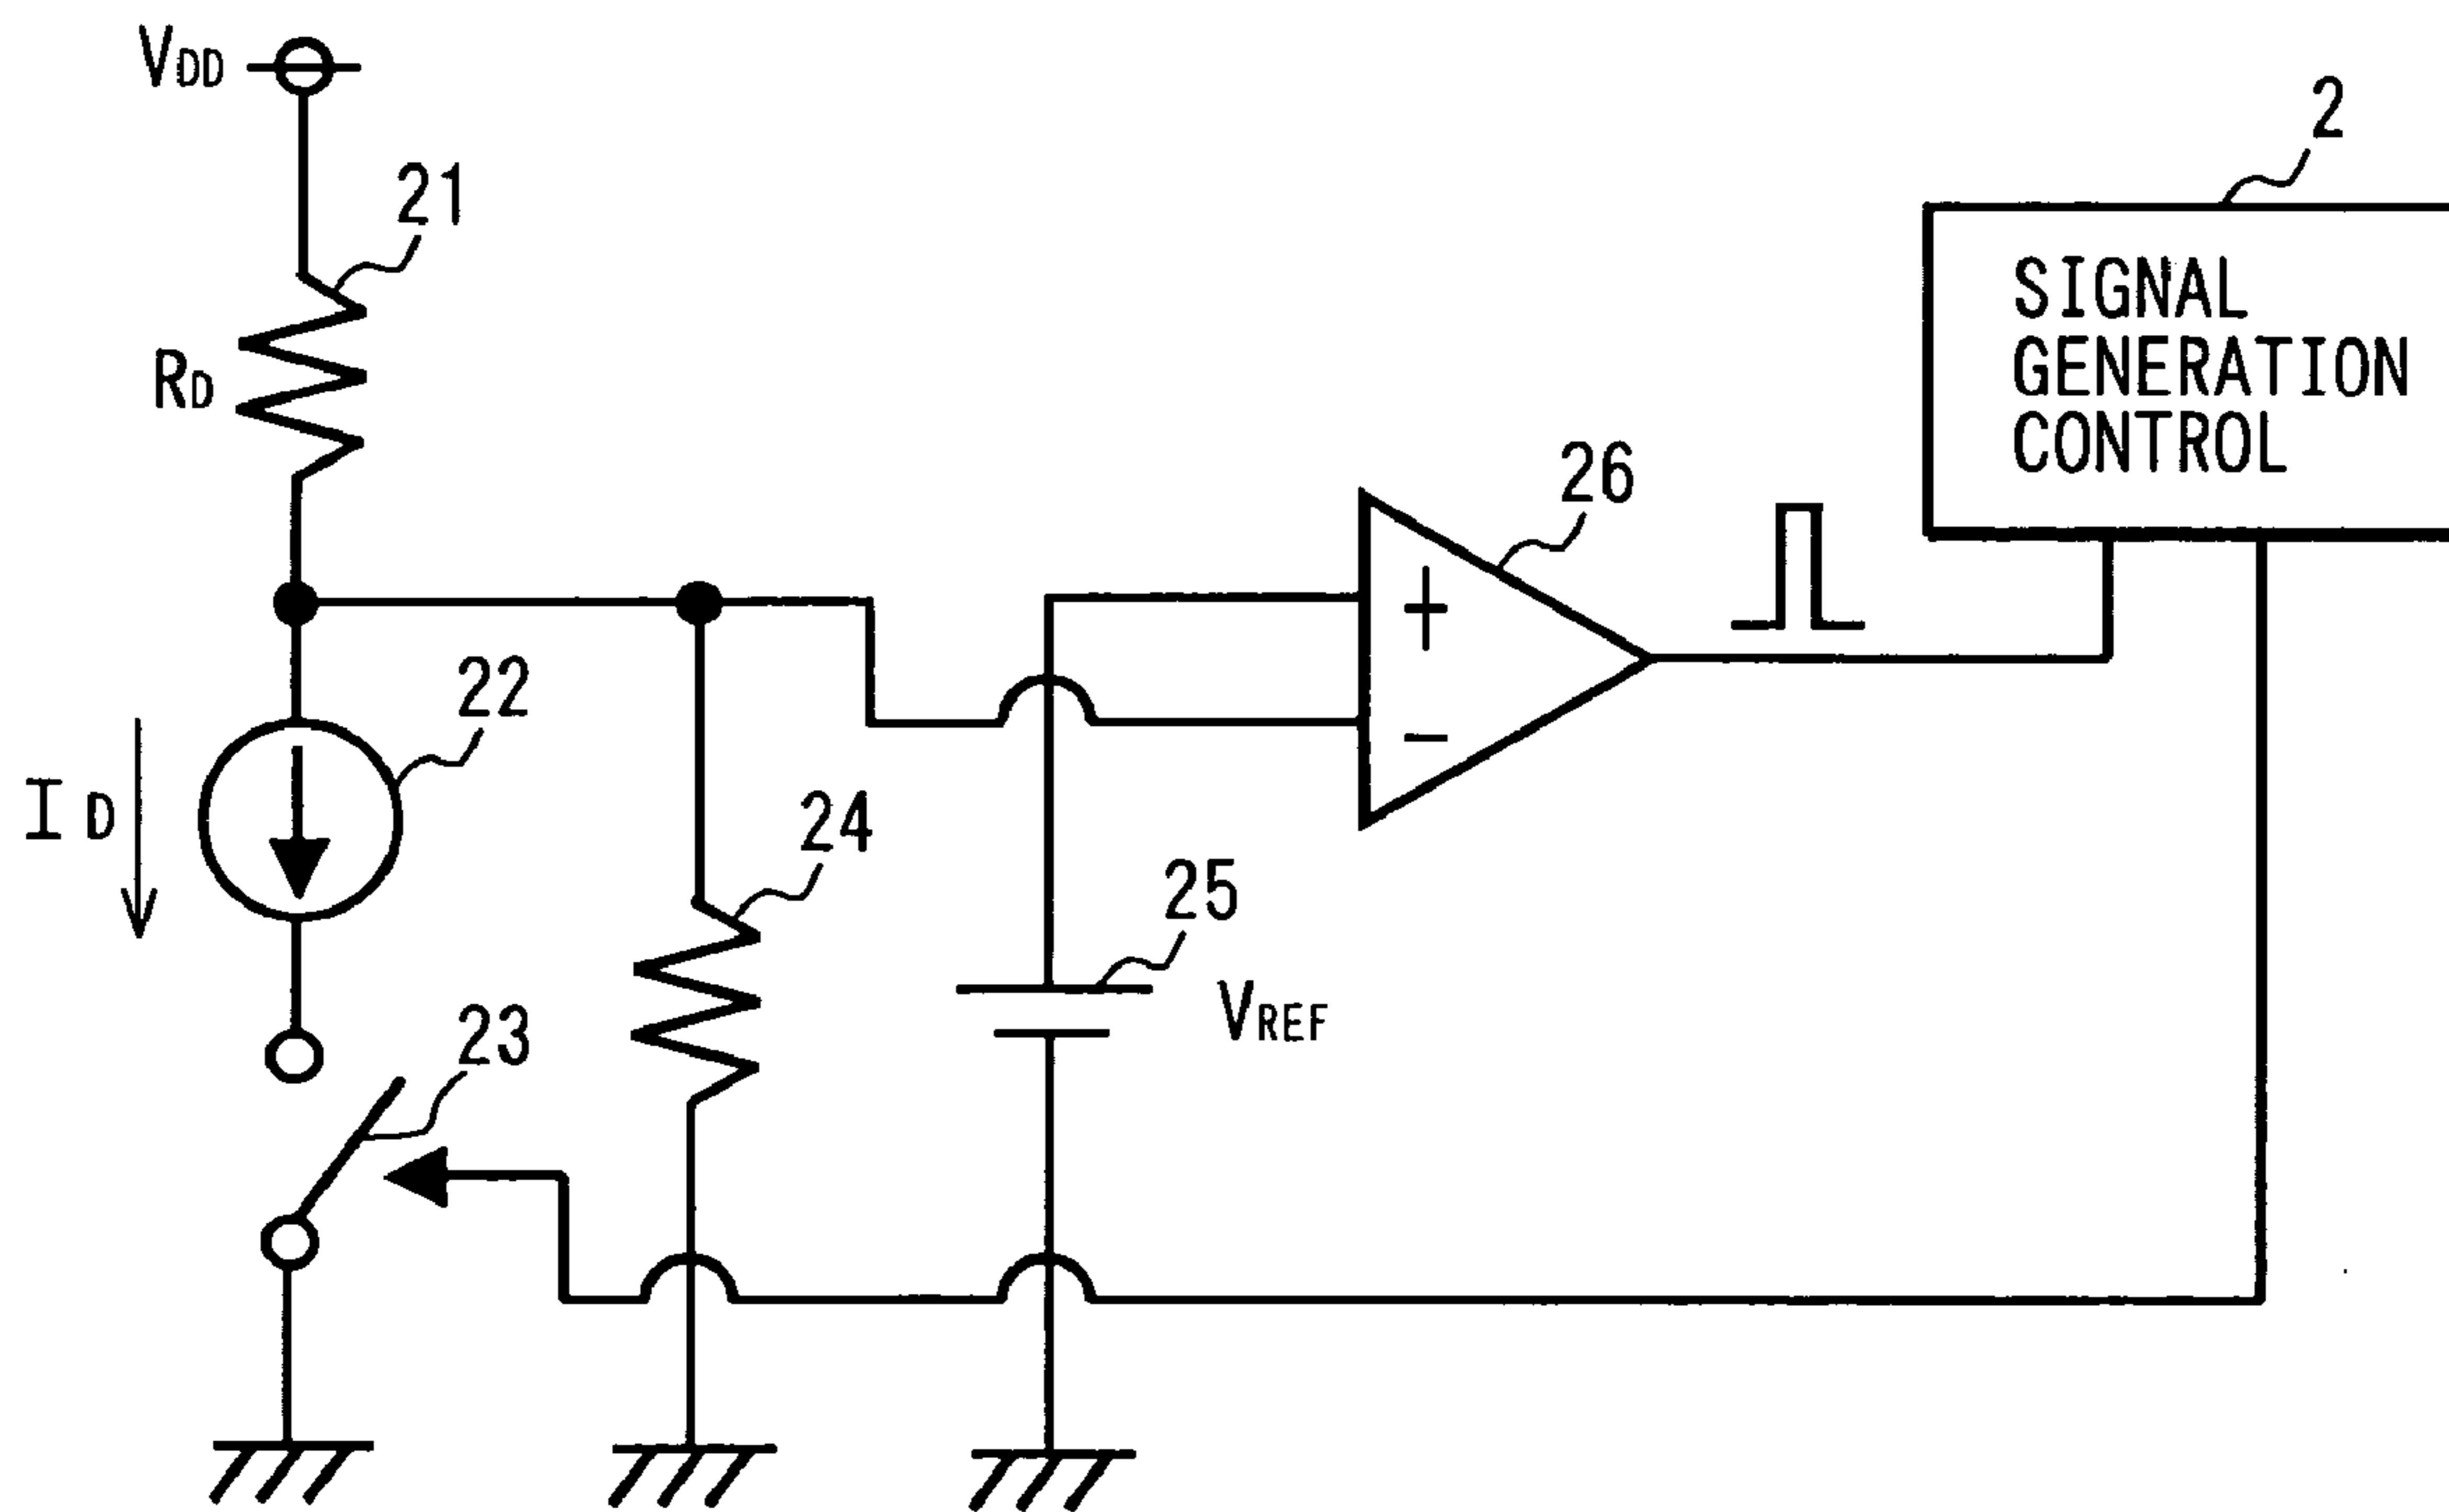 VDD
2
21
SIGNAL
GENERATION
CONTROL
RD
26
+
22
−
ID
24
25
VREF
23